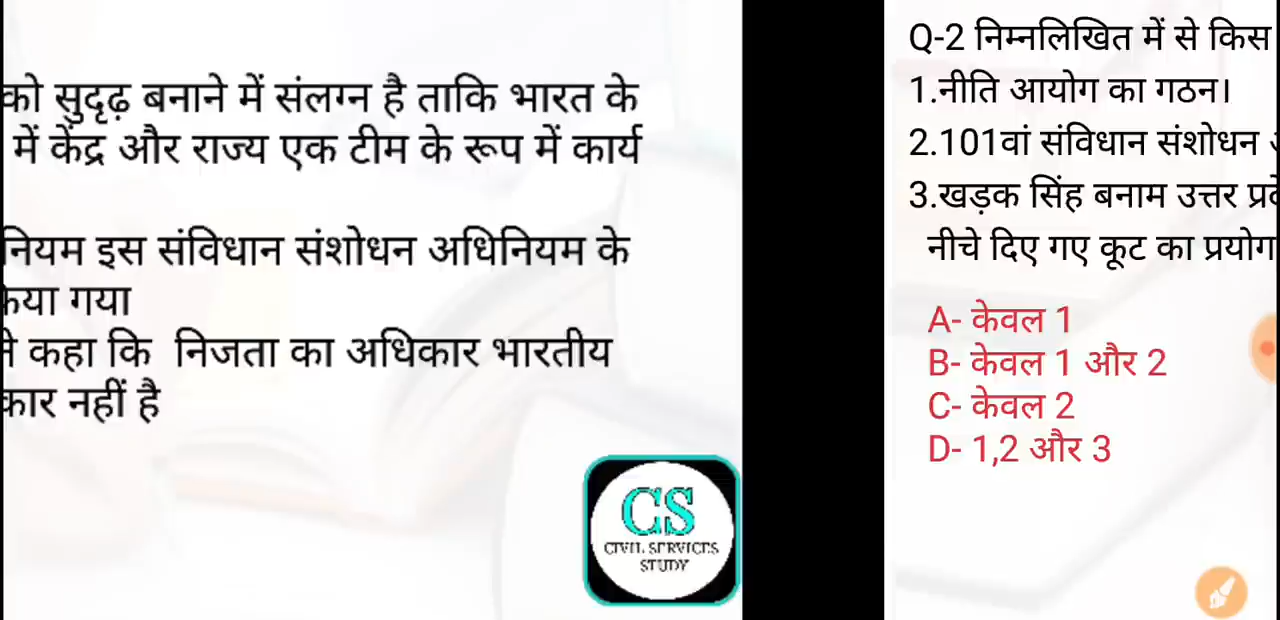 को सुदृढ़ बनाने में संलग्न है ताकि भारत के
में केंद्र और राज्य एक टीम के रूप में कार्य
नियम इस संविधान संशोधन अधिनियम के
गया
कहा कि निजता का अधिकार भारतीय
नहीं है
CS
CIVIL SERVICES
STUDY
Q-2 निम्नलिखित में से किस
1.नीति आयोग का गठन।
2.101वां संविधान संशोधन
3.खड़क सिंह बनाम उत्तर
नीचे दिए गए कूट का प्रयोग
A- केवल 1
B- केवल 1 और 2
C- केवल 2
D- 1,2 और 3